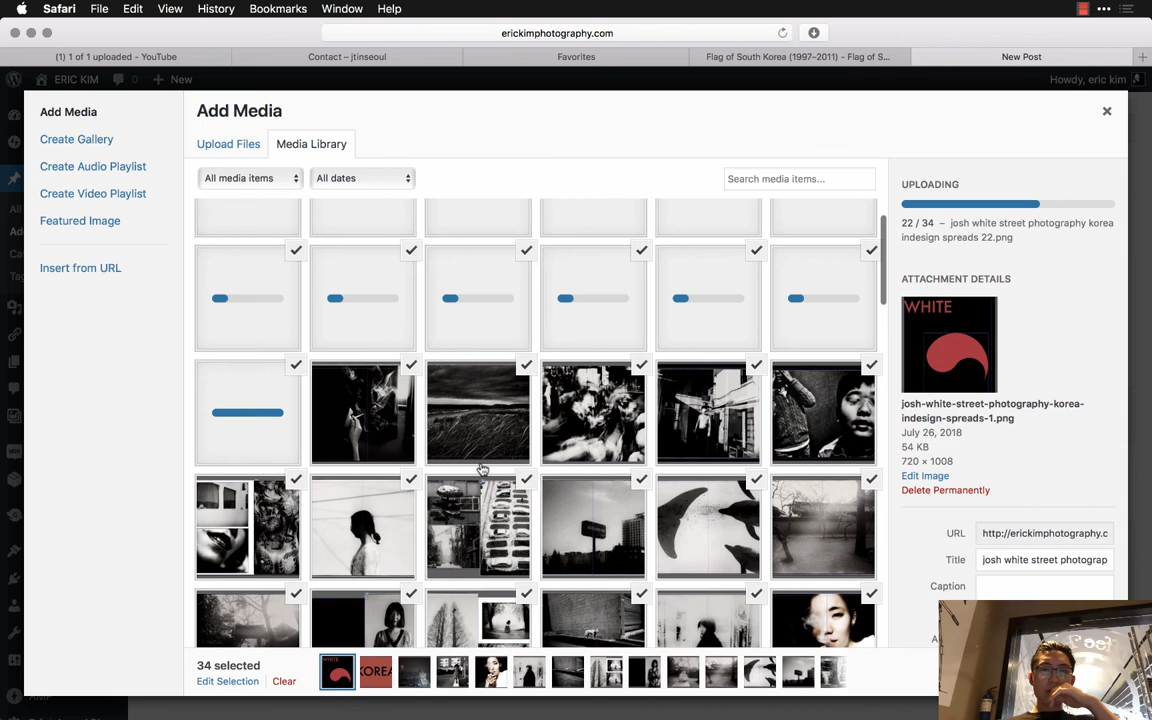 Safari File Edit View History Bookmarks Window Help
erickimphotography.com
(1) 1 of 1 uploaded - YouTube
Contact – jtinseoul
Favorites
Flag of South Korea (1997–2011) - Flag of S...
New Post
ERIC KIM 0 New
Howdy, eric kim
Add Media
Create Gallery
Create Audio Playlist
Create Video Playlist
Featured Image
Insert from URL
Add Media
Upload Files
Media Library
All media items
All dates
Search media items...
UPLOADING
22 / 34 – josh white street photography korea
indesign spreads 22.png
ATTACHMENT DETAILS
WHITE
josh-white-street-photography-korea-
indesign-spreads-1.png
July 26, 2018
54 KB
720 × 1008
Edit Image
Delete Permanently
URL http://erickimphotography.c
Title josh white street photograp
Caption
34 selected
Edit Selection Clear
WHITE
KOREA